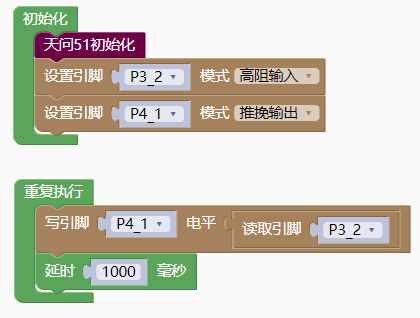 初始化
天问51初始化
设置引脚 P3_2 模式 高阻输入
设置引脚 P4_1 模式 推挽输出
重复执行
写引脚 P4_1 电平 读取引脚 P3_2
延时 1000 毫秒